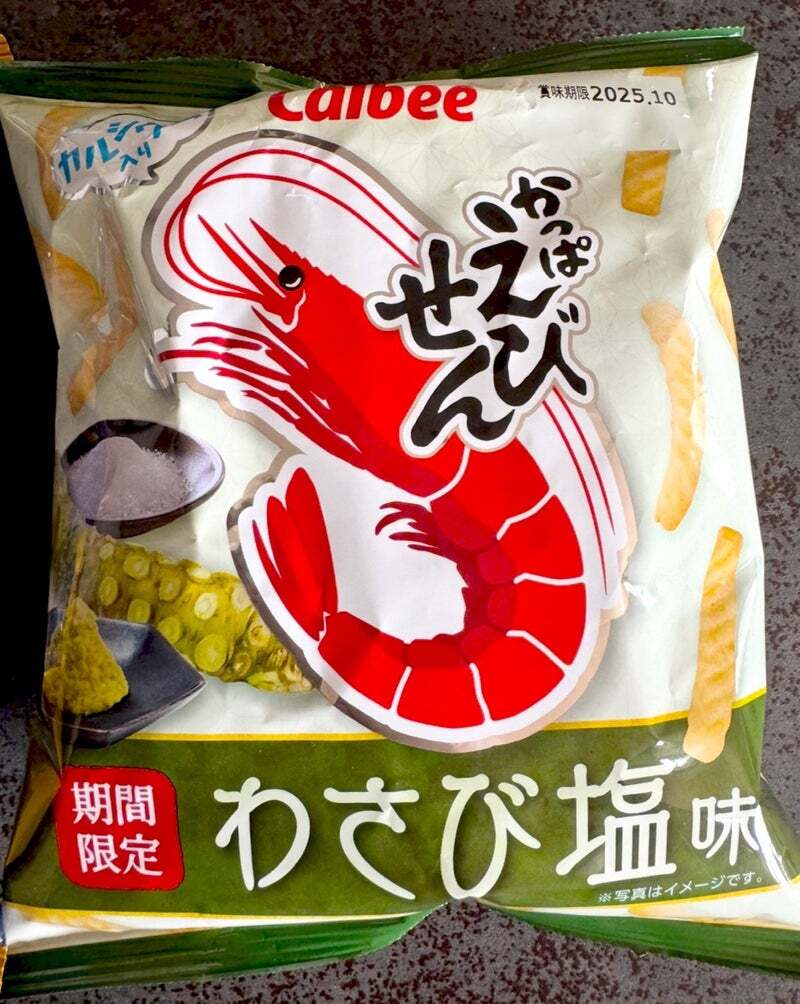 Calbee
賞味期限2025.10
カルシウム
入り
かっぱ
えび
せん
期間
限定
わさび塩味
※写真はイメージです。